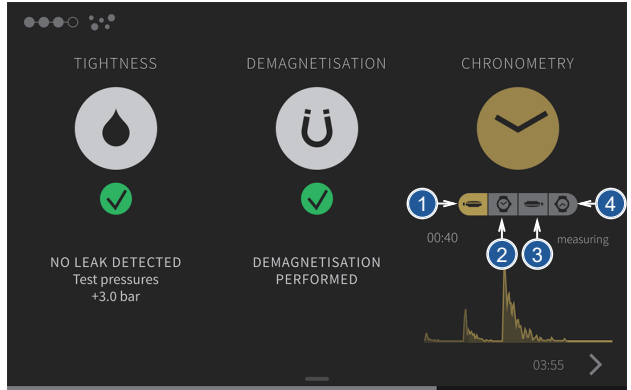 TIGHTNESS
DEMAGNETISATION
CHRONOMETRY
1
4
00:40
2
3
measuring
NO LEAK DETECTED
Test pressures
+3.0 bar
DEMAGNETISATION
PERFORMED
03:55